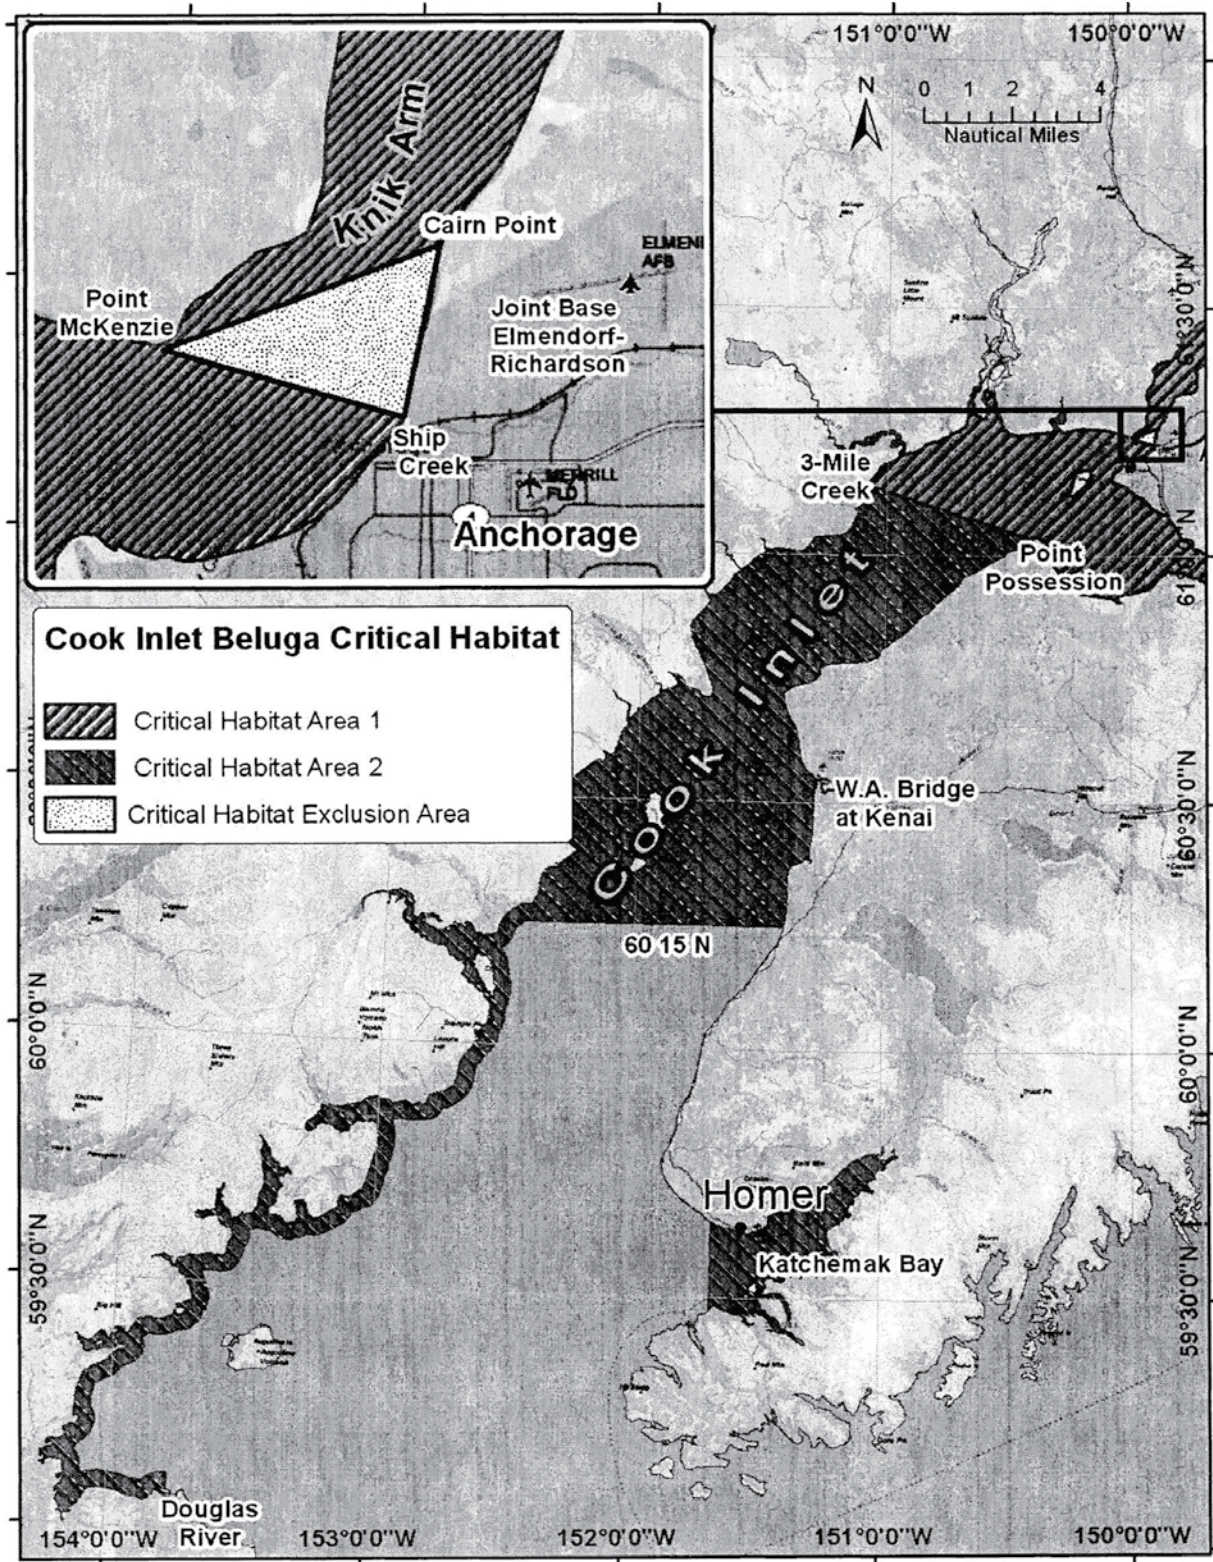 151°0'0"W
150°0'0"W
N
0 1 2 4
Nautical Miles
Knik Arm
Cairn Point
ELMENI
AFB
Point
McKenzie
Joint Base
Elmendorf-
Richardson
Ship
Creek
MERRILL
FLD
Anchorage
61°30'0"N
3-Mile
Creek
Point
Possession
61°0'0"N
Cook Inlet Beluga Critical Habitat
Critical Habitat Area 1
Critical Habitat Area 2
Critical Habitat Exclusion Area
Cook Inlet
W.A. Bridge
at Kenai
60°30'0"N
60 15 N
60°0'0"N
60°0'0"N
Homer
Katchemak Bay
59°30'0"N
59°30'0"N
Douglas
River
154°0'0"W
153°0'0"W
152°0'0"W
151°0'0"W
150°0'0"W